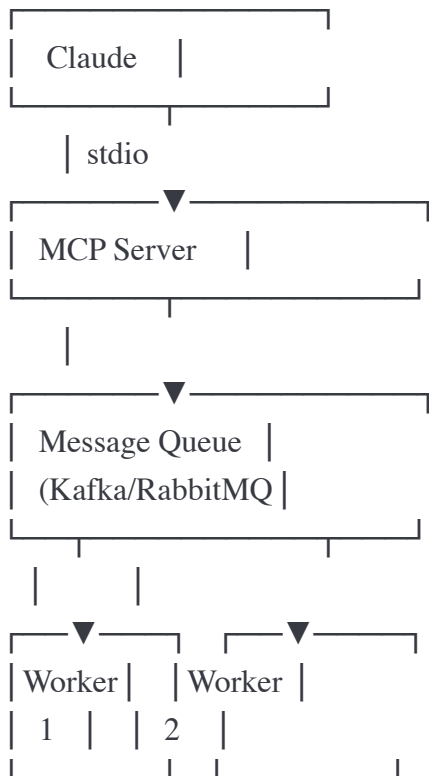 Claude
stdio
MCP Server
Message Queue
(Kafka/RabbitMQ
Worker Worker
1 2